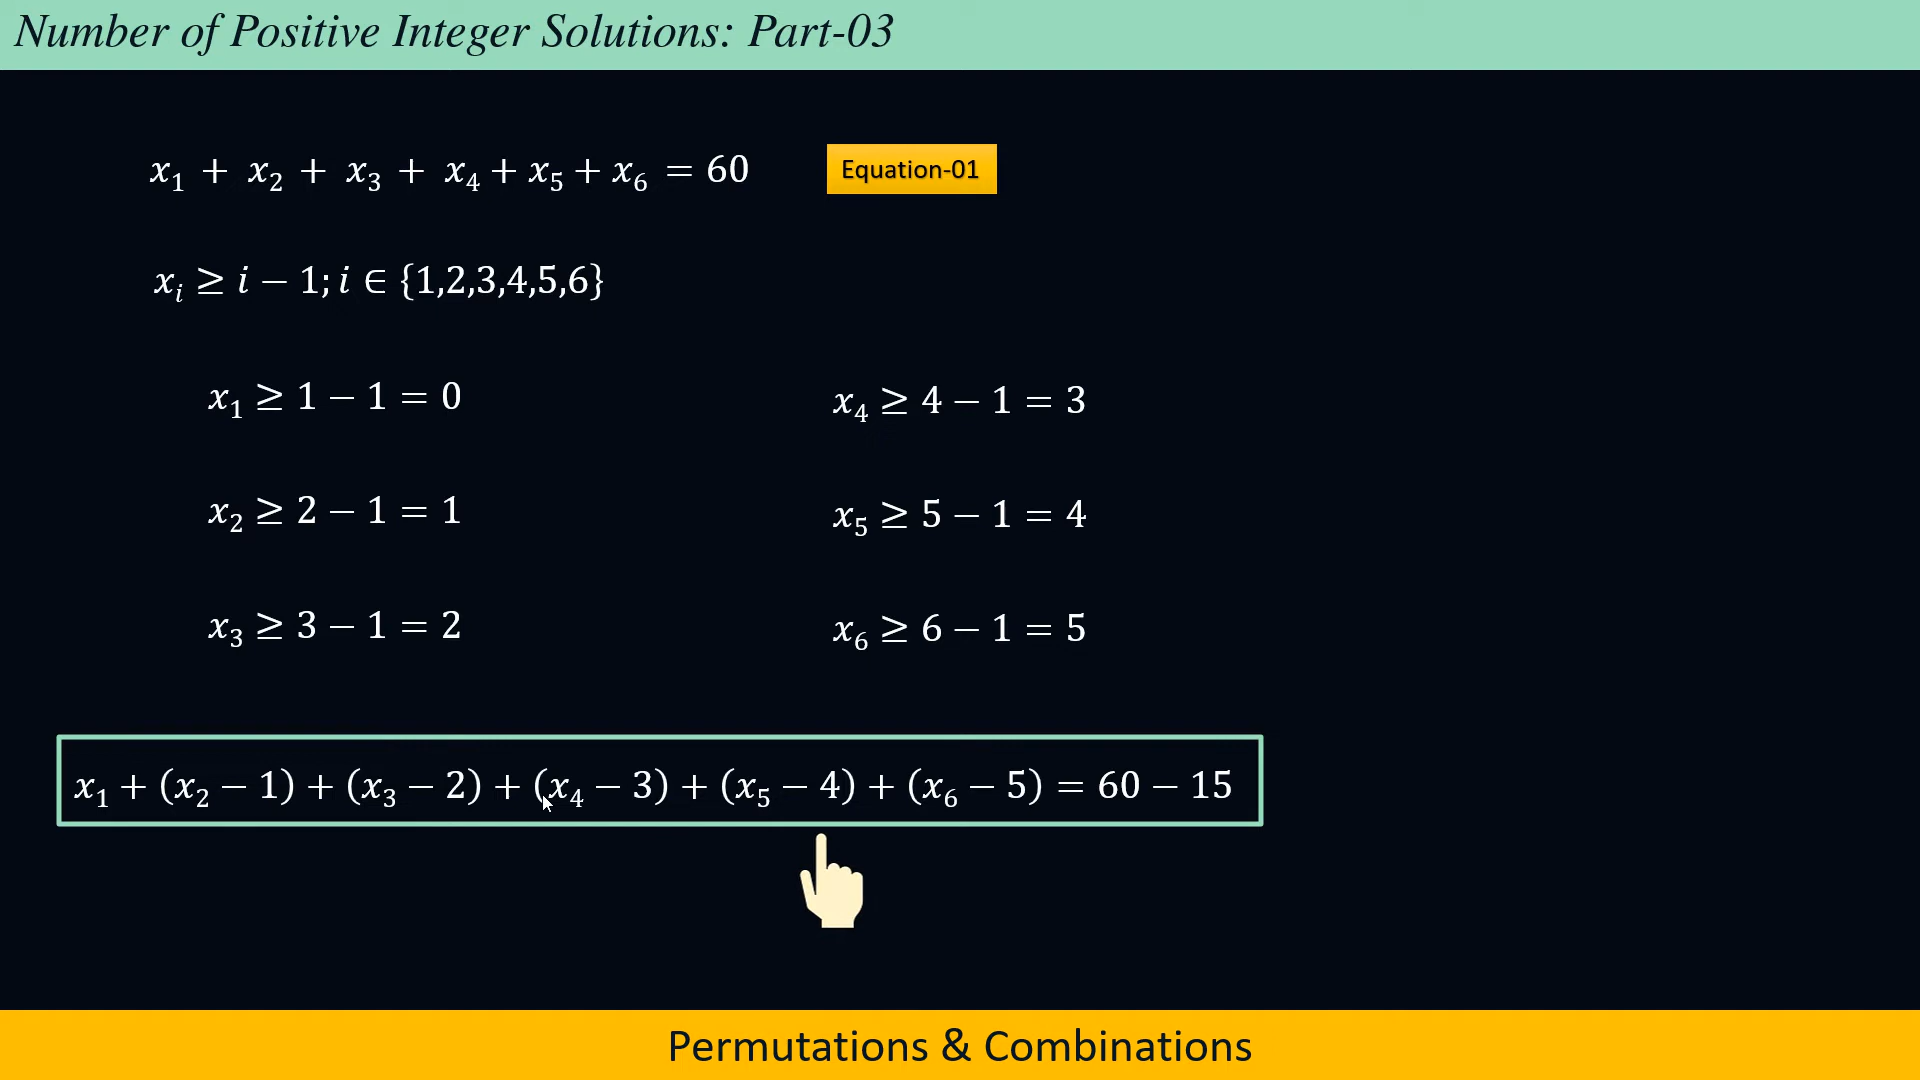 Number of Positive Integer Solutions: Part-03
x₁ + x₂ + x₃ + x₄ + x₅ + x₆ = 60
Equation-01
xᵢ ≥ i − 1; i ∈ {1,2,3,4,5,6}
x₁ ≥ 1 − 1 = 0
x₄ ≥ 4 − 1 = 3
x₂ ≥ 2 − 1 = 1
x₅ ≥ 5 − 1 = 4
x₃ ≥ 3 − 1 = 2
x₆ ≥ 6 − 1 = 5
x₁ + (x₂ − 1) + (x₃ − 2) + (x₄ − 3) + (x₅ − 4) + (x₆ − 5) = 60 − 15
Permutations & Combinations